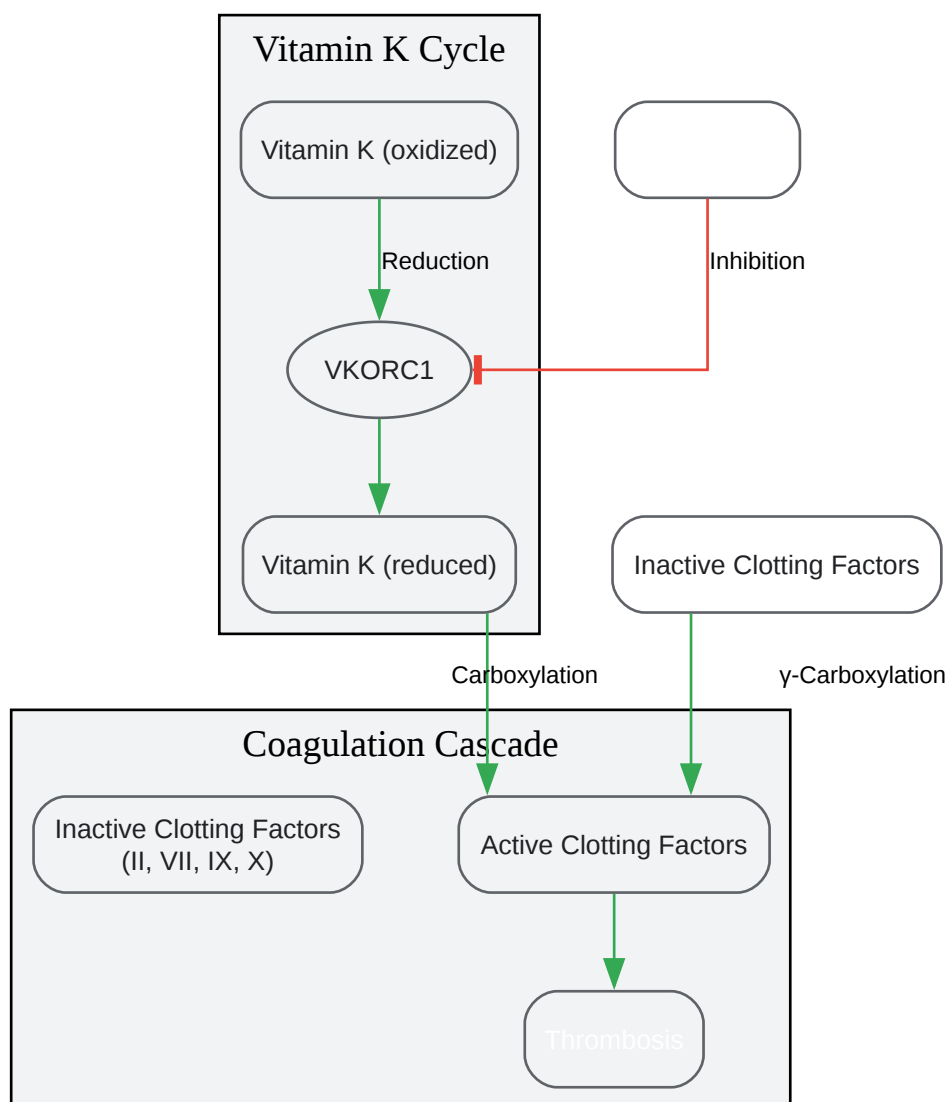 Vitamin K Cycle
Vitamin K (oxidized)
Reduction
Inhibition
VKORC1
Vitamin K (reduced)
Inactive Clotting Factors
Carboxylation
γ-Carboxylation
Coagulation Cascade
Inactive Clotting Factors
(II, VII, IX, X)
Active Clotting Factors
Thrombosis